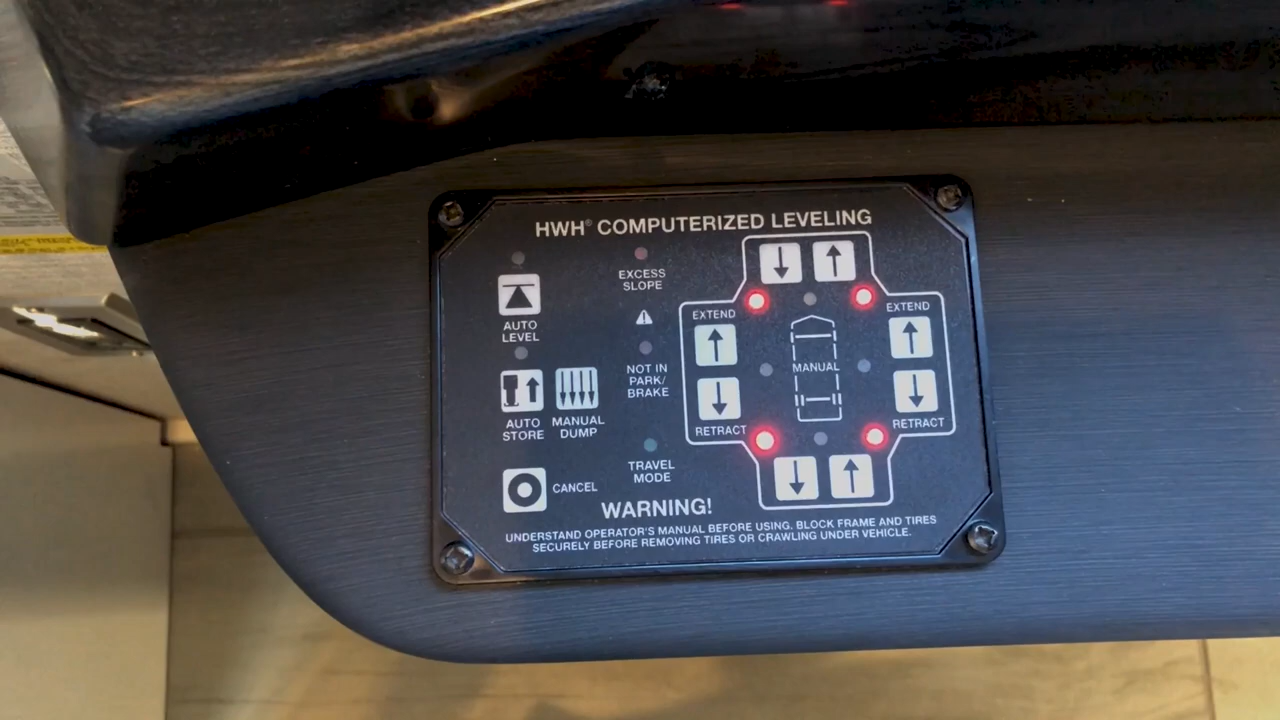 HWH® COMPUTERIZED LEVELING
EXCESS
SLOPE
AUTO
LEVEL
NOT IN
PARK/
BRAKE
AUTO
STORE
MANUAL
DUMP
TRAVEL
MODE
CANCEL
EXTEND
EXTEND
MANUAL
RETRACT
RETRACT
WARNING!
UNDERSTAND OPERATOR'S MANUAL BEFORE USING. BLOCK FRAME AND TIRES
SECURELY BEFORE REMOVING TIRES OR CRAWLING UNDER VEHICLE.